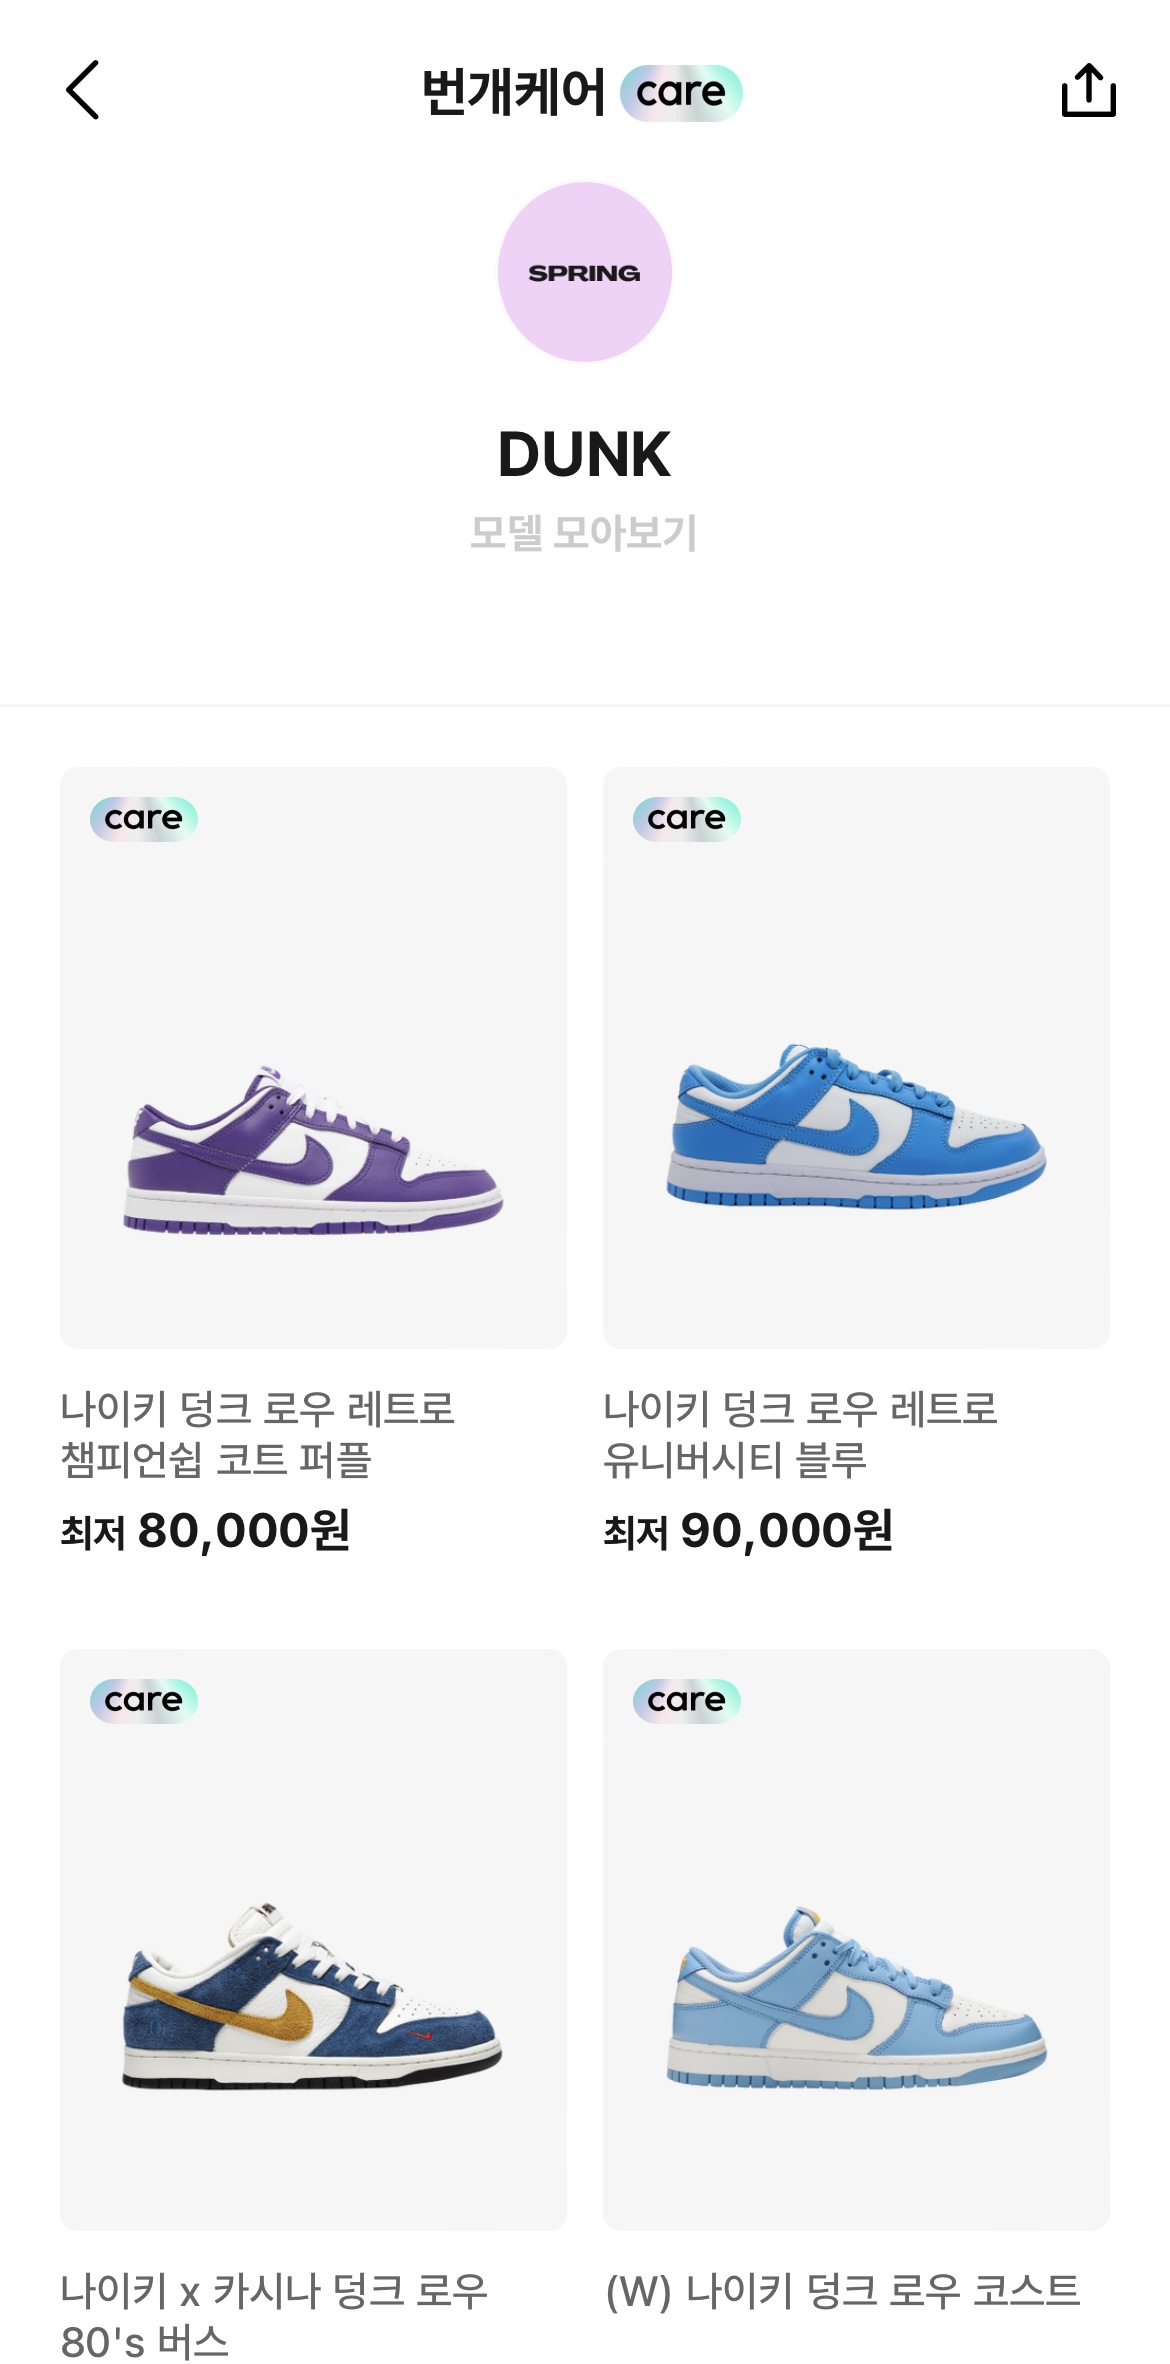 번개케어 care
SPRING
DUNK
모델 모아보기
care
care
나이키 덩크 로우 레트로
챔피언쉽 코트 퍼플
최저 80,000원
나이키 덩크 로우 레트로
유니버시티 블루
최저 90,000원
care
care
나이키 x 카시나 덩크 로우
80's 버스
(W) 나이키 덩크 로우 코스트